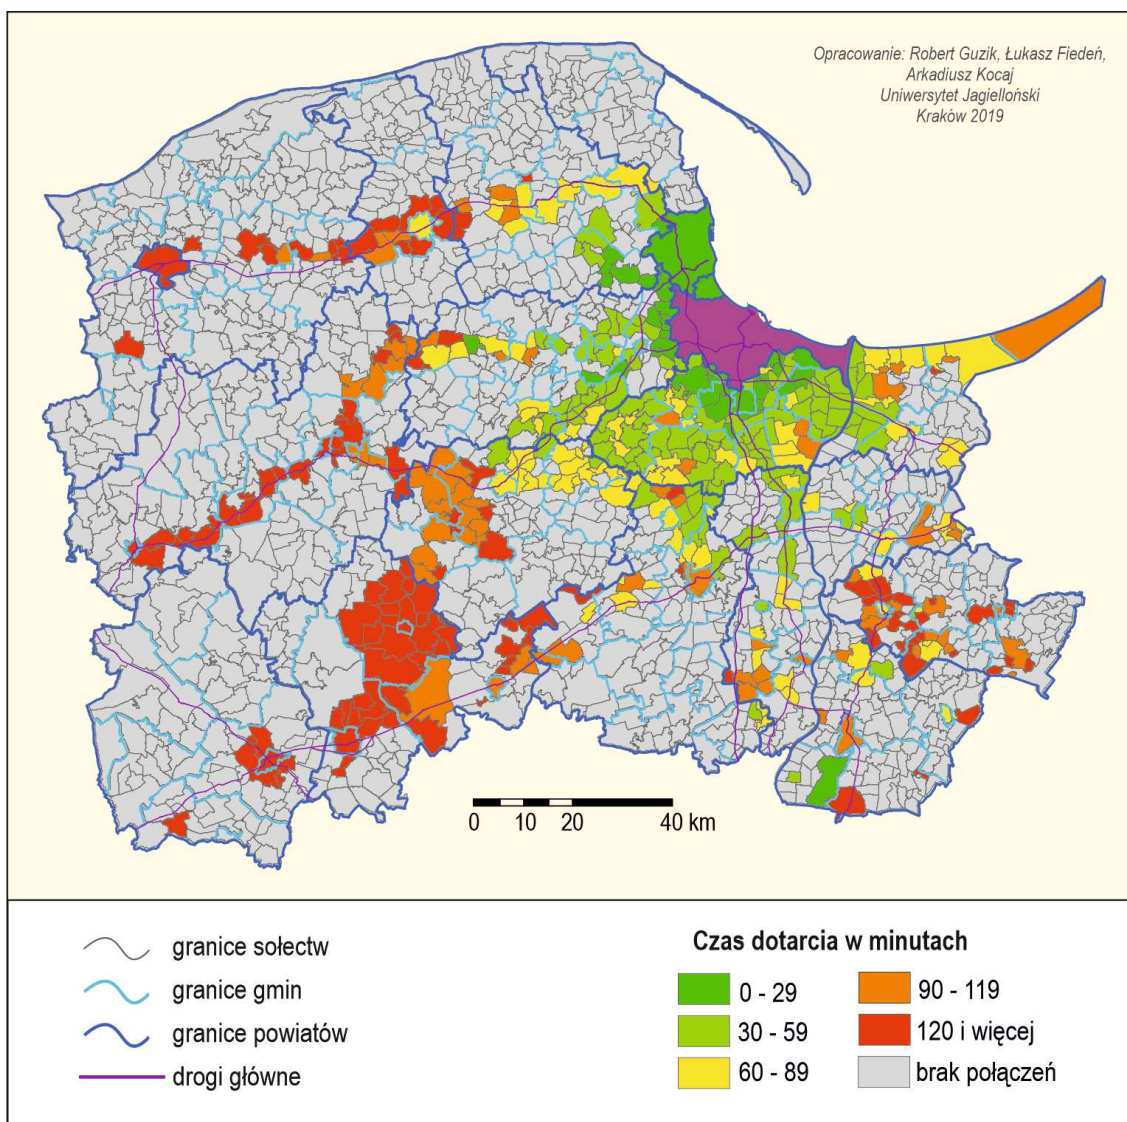 Opracowanie: Robert Guzik, Łukasz Fiedeń,
Arkadiusz Kocaj
Uniwersytet Jagielloński
Kraków 2019
0 10 20 40 km
granice sołectw
granice gmin
granice powiatów
drogi główne
Czas dotarcia w minutach
0 - 29
30 - 59
60 - 89
90 - 119
120 i więcej
brak połączeń